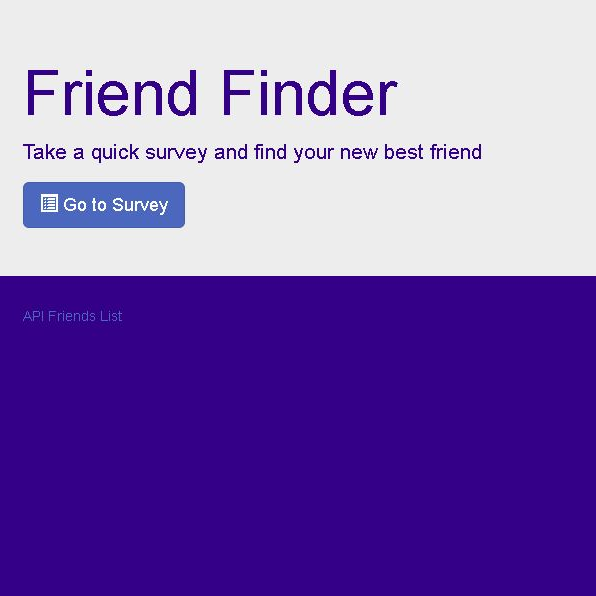 Friend Finder
Take a quick survey and find your new best friend
Go to Survey
API Friends List